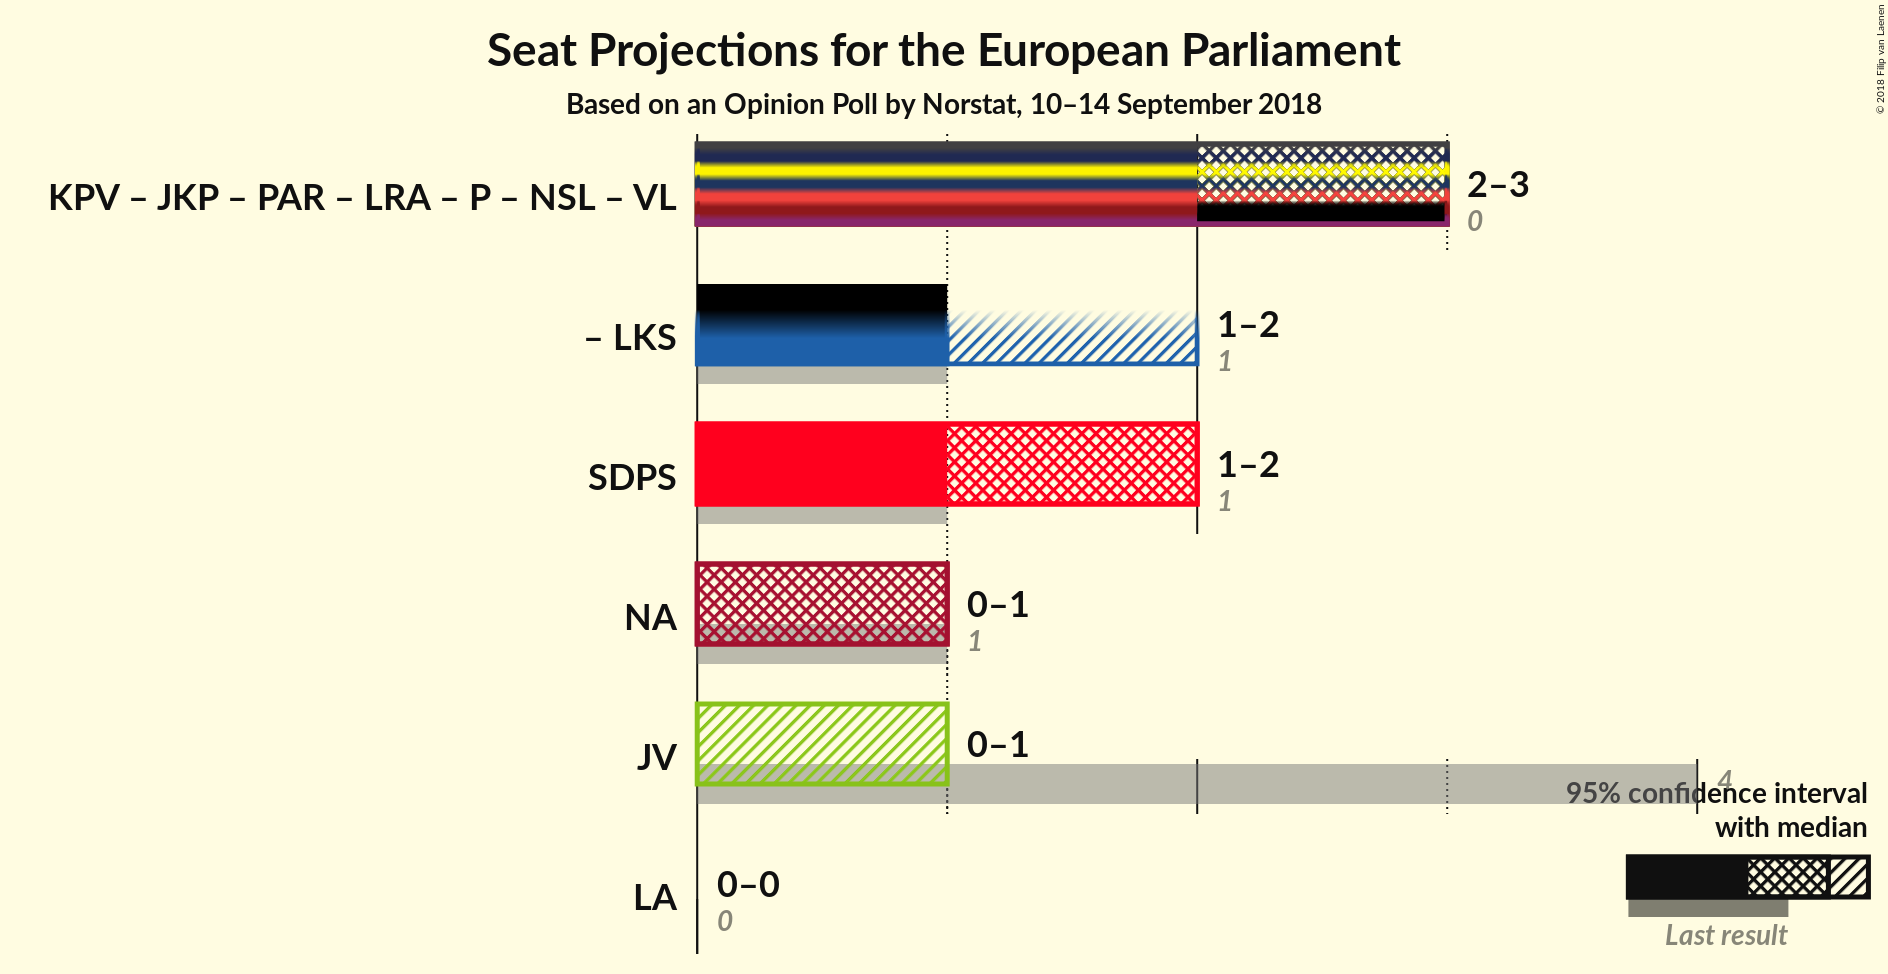 Seat Projections for the European Parliament
Based on an Opinion Poll by Norstat, 10–14 September 2018
© 2018 Filip van Laenen
KPV – JKP – PAR – LRA – P – NSL – VL
2–3
0
– LKS
1–2
1
SDPS
1–2
1
NA
0–1
1
JV
0–1
4
95% confidence interval
with median
LA
0–0
0
Last result